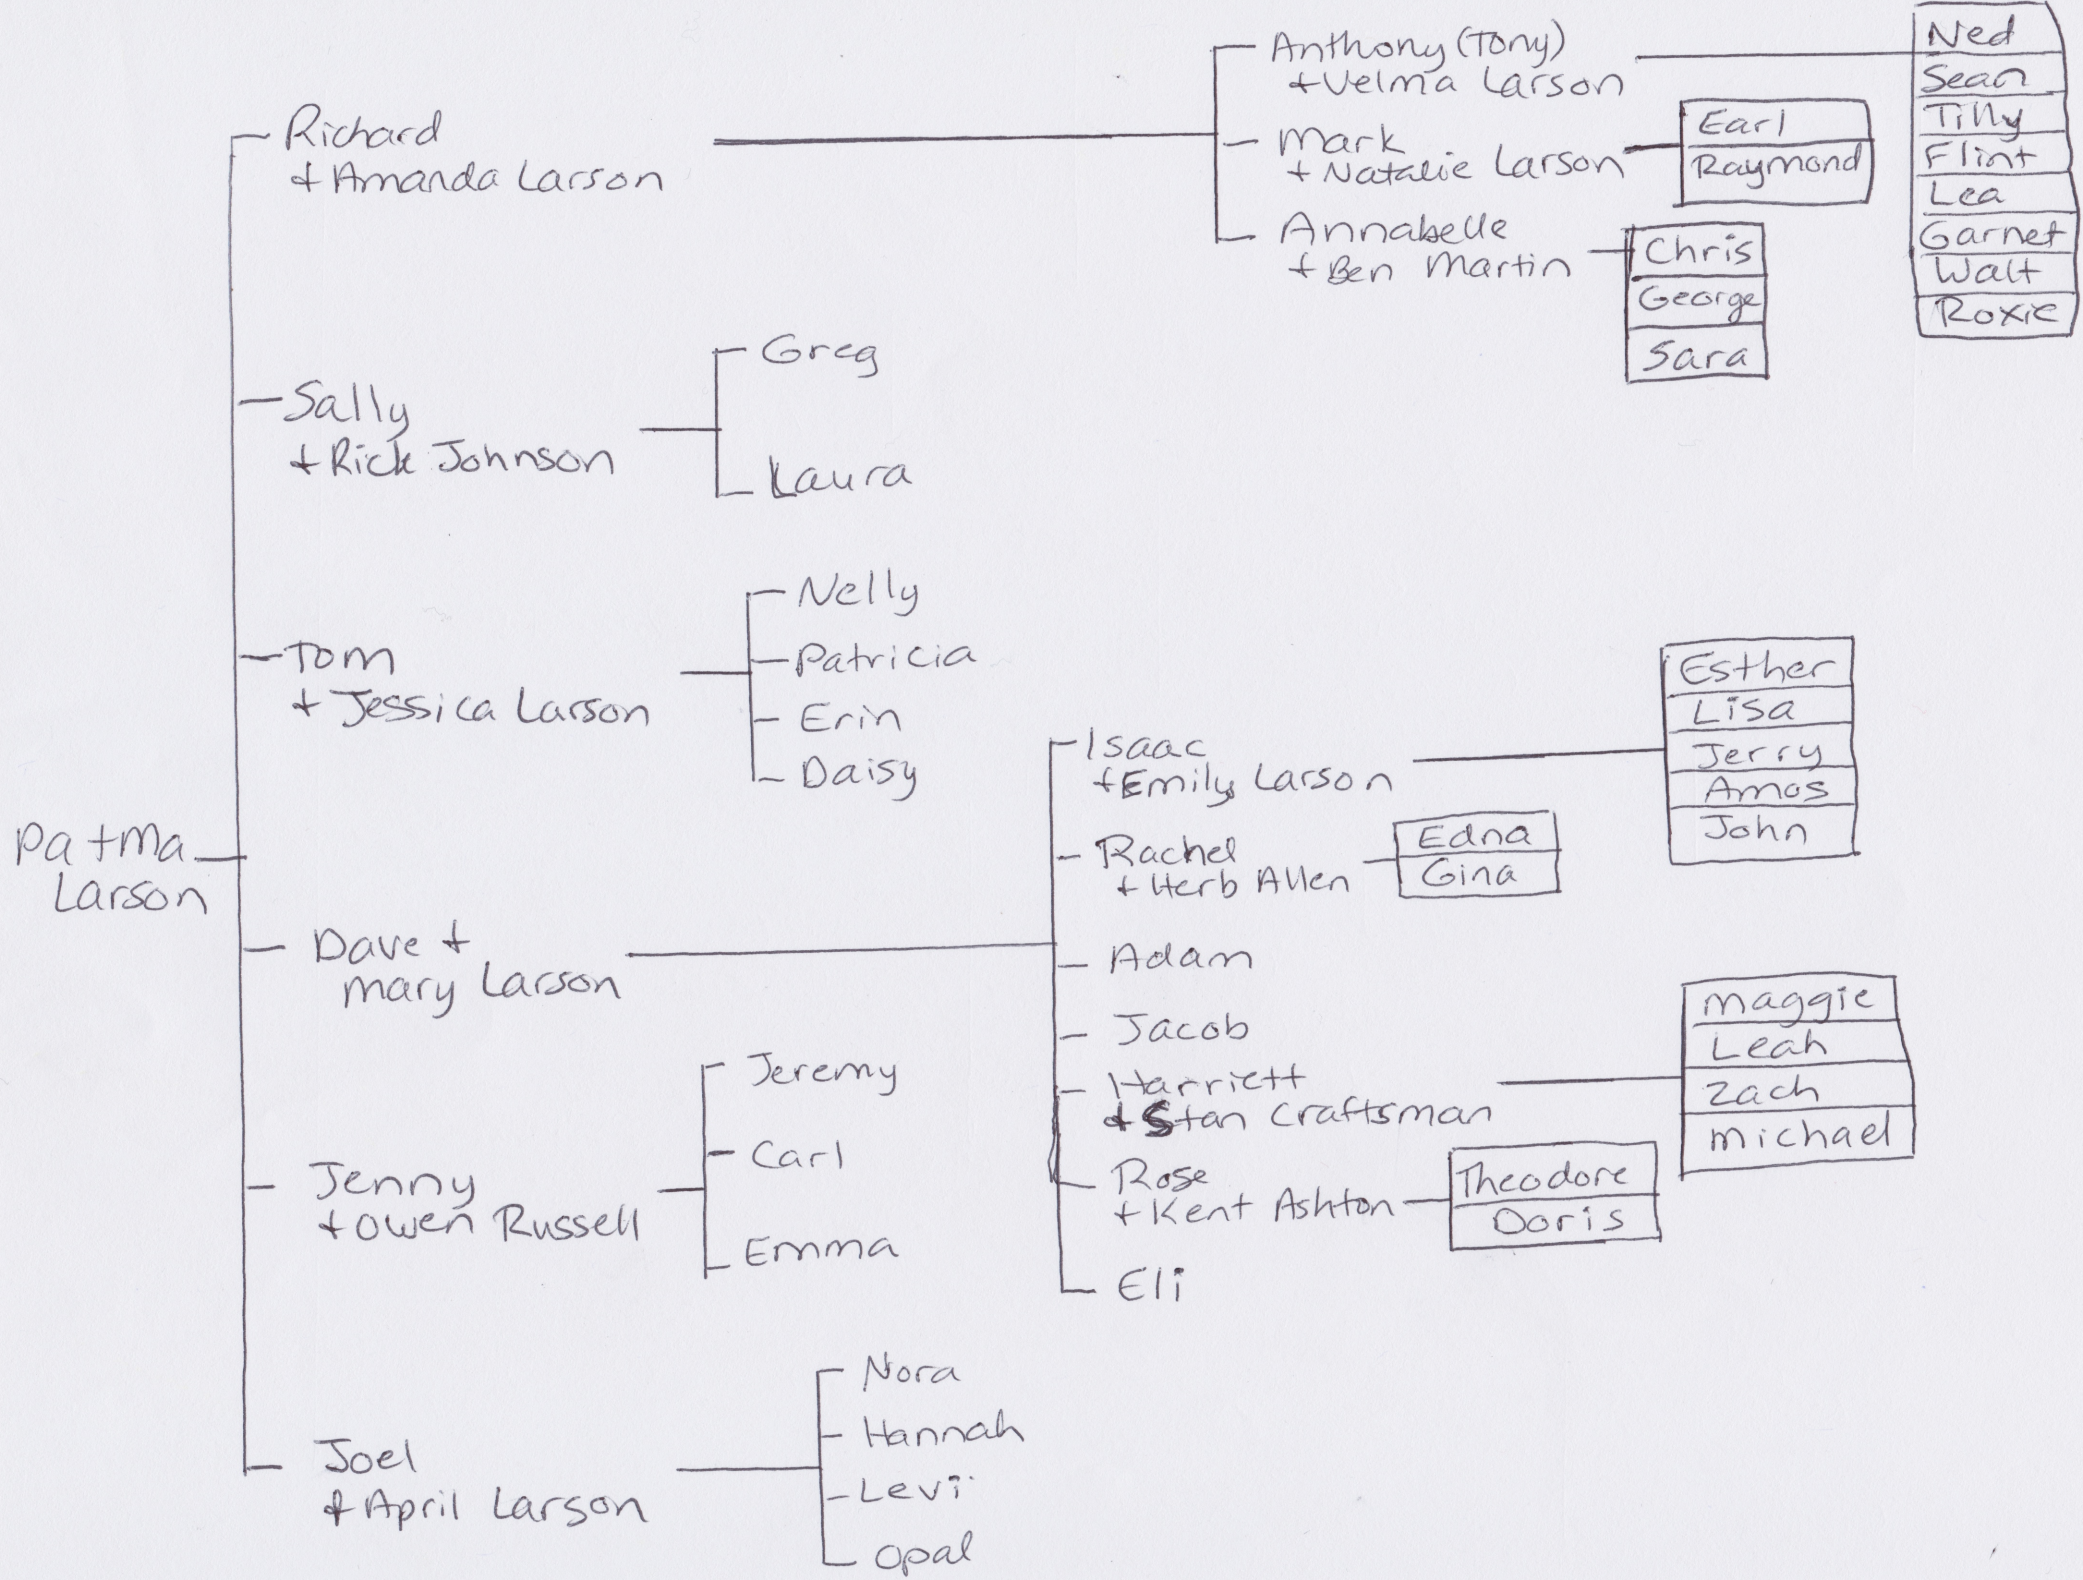 Pa + Ma
Larson
Richard
+ Amanda Larson
Anthony (Tony)
+ Velma Larson
Ned
Sean
Tilly
Flint
Lea
Garnet
Walt
Roxie
Mark
+ Natalie Larson
Earl
Raymond
Annabelle
+ Ben Martin
Chris
George
Sara
Sally
+ Rick Johnson
Greg
Laura
Tom
+ Jessica Larson
Nelly
Patricia
Erin
Daisy
Dave +
Mary Larson
Isaac
+ Emily Larson
Esther
Lisa
Jerry
Amos
John
Rachel
+ Herb Allen
Edna
Gina
Adam
Jacob
Harriett
+ Stan Craftsman
Maggie
Leah
Zach
Michael
Rose
+ Kent Ashton
Theodore
Doris
Eli
Jenny
+ Owen Russell
Jeremy
Carl
Emma
Joel
+ April Larson
Nora
Hannah
Levi
Opal